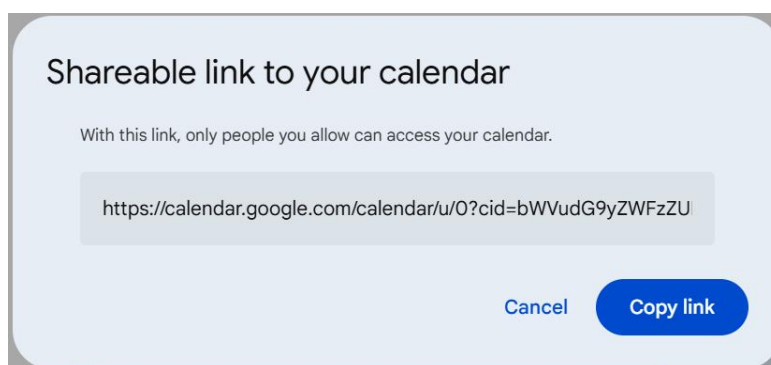 Shareable link to your calendar
With this link, only people you allow can access your calendar.
https://calendar.google.com/calendar/u/0?cid=bWVudG9yZWFzZU
Cancel
Copy link